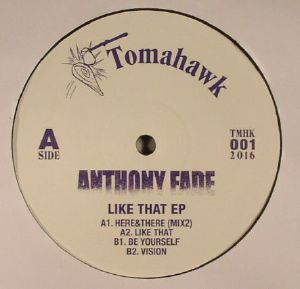 Tomahawk
A
SIDE
TMHK
001
2016
ANTHONY FADE
LIKE THAT EP
A1. HERE&THERE (MIX2)
A2. LIKE THAT
B1. BE YOURSELF
B2. VISION